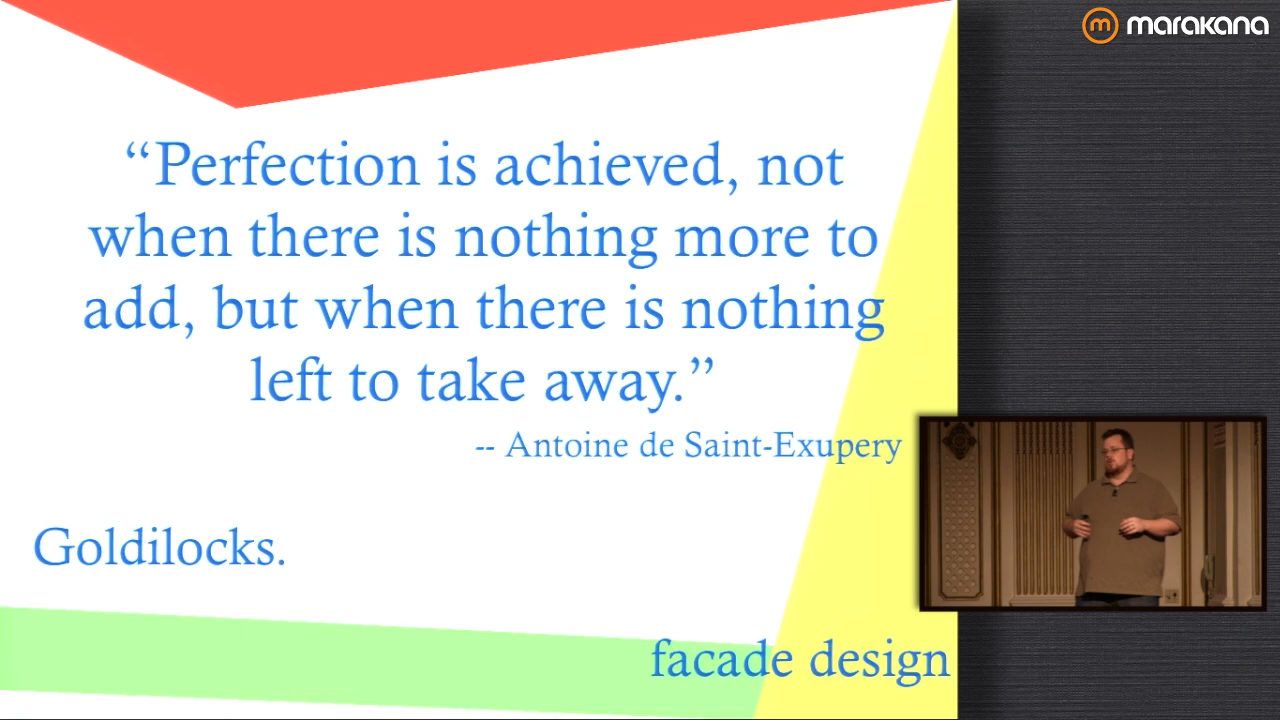 marakana
“Perfection is achieved, not
when there is nothing more to
add, but when there is nothing
left to take away.”
-- Antoine de Saint-Exupery
Goldilocks.
facade design